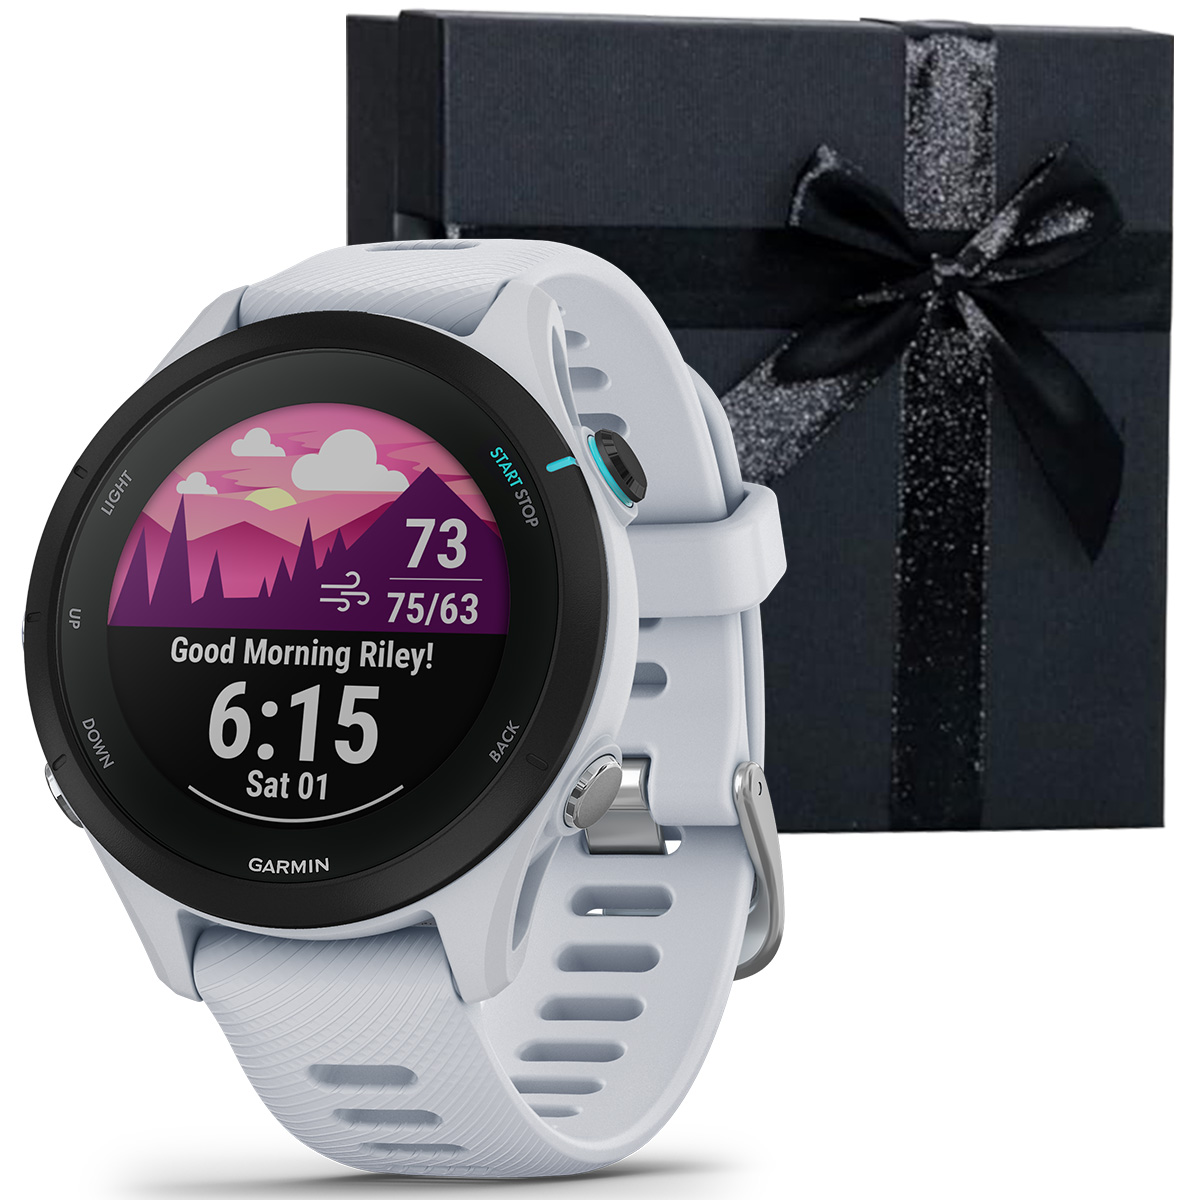 START STOP
LIGHT
73
75/63
UP
Good Morning Riley!
6:15
DOWN
BACK
Sat 01
GARMIN